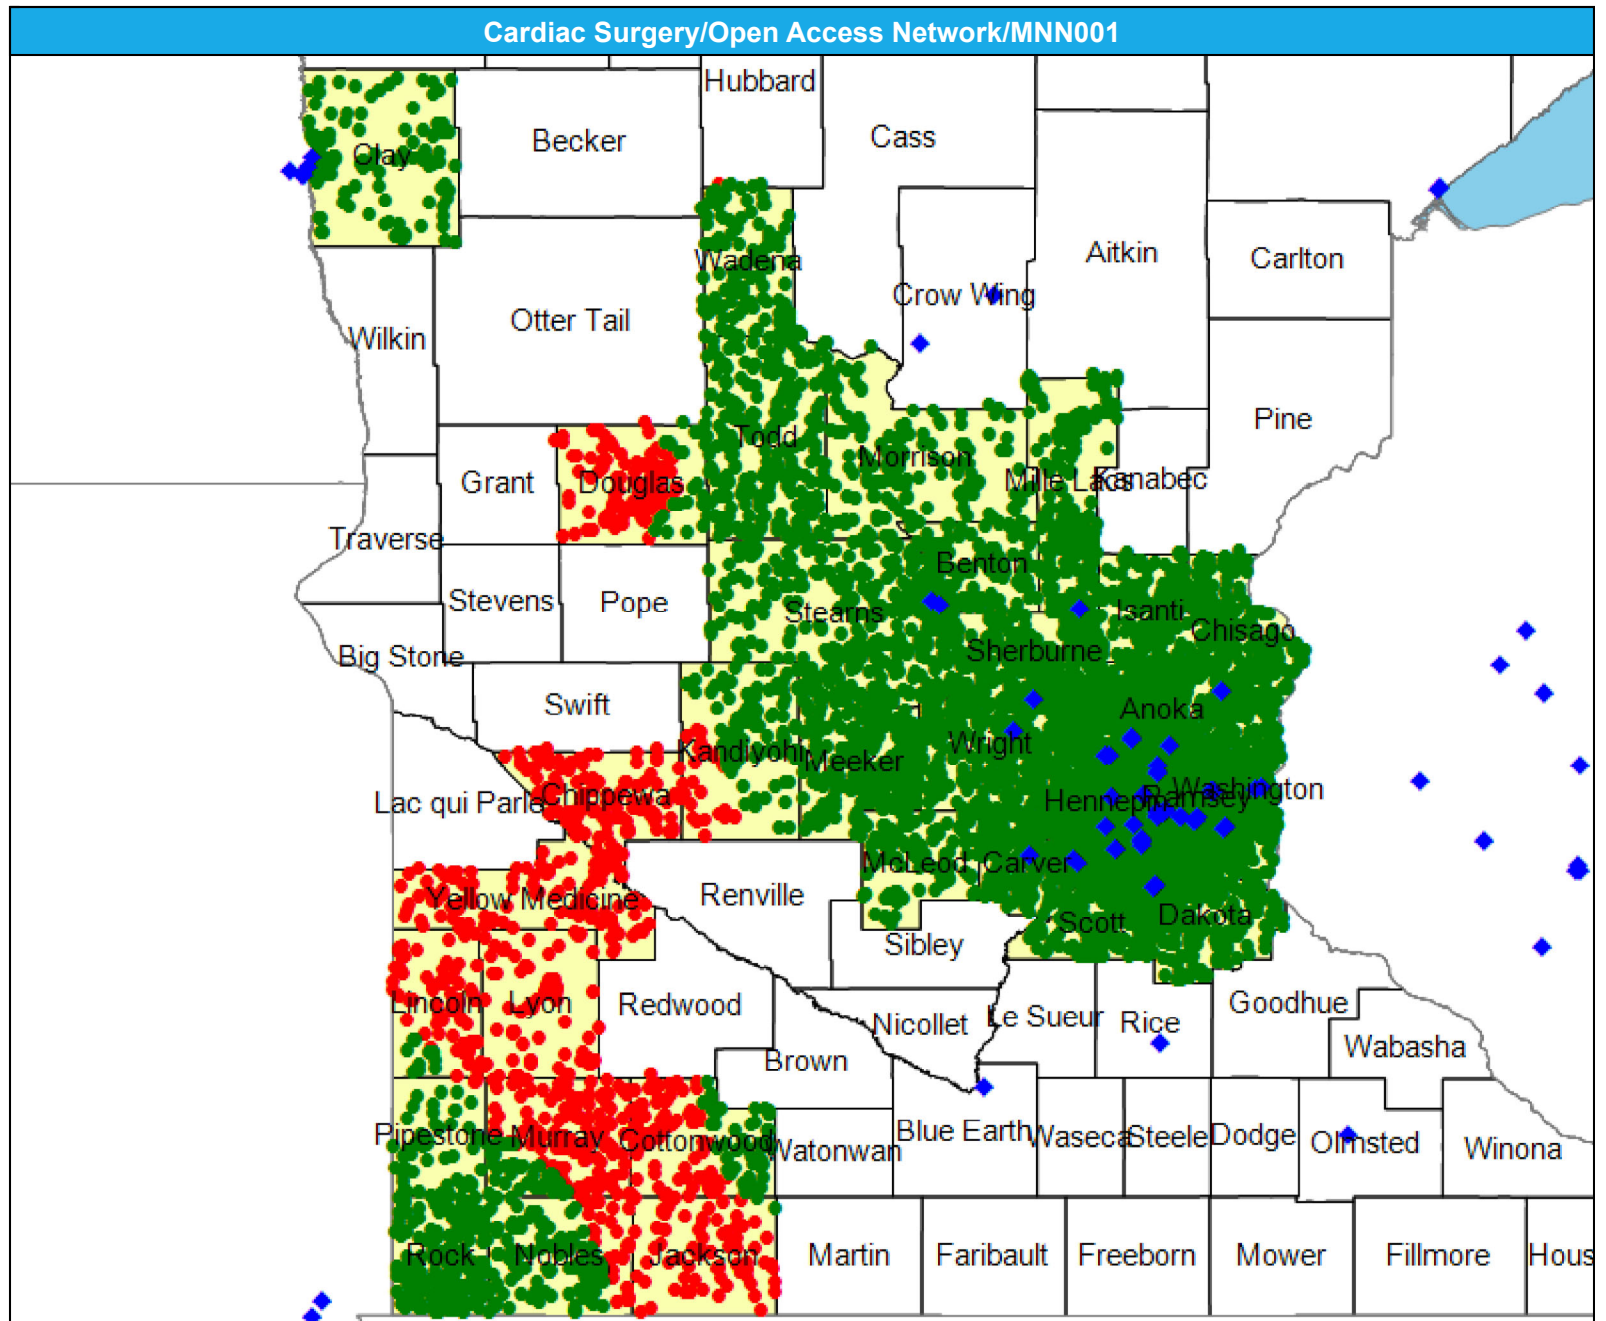 Cardiac Surgery/Open Access Network/MNN001
Hubbard
Cass
Becker
Clay
Wadena
Aitkin
Carlton
Crow Wing
Otter Tail
Wilkin
Pine
Todd
Morrison
Grant
Douglas
Mille Lacs
Kanabec
Traverse
Benton
Stevens
Pope
Stearns
Isanti
Chisago
Sherburne
Big Stone
Swift
Anoka
Wright
Kandiyohi
Meeker
Lac qui Parle
Chippewa
Hennepin
Ramsey
Washington
McLeod
Carver
Yellow Medicine
Renville
Scott
Dakota
Sibley
Lincoln
Lyon
Redwood
Nicollet
Le Sueur
Rice
Goodhue
Wabasha
Brown
Pipestone
Murray
Cottonwood
Watonwan
Blue Earth
Waseca
Steele
Dodge
Olmsted
Winona
Rock
Nobles
Jackson
Martin
Faribault
Freeborn
Mower
Fillmore
Hous